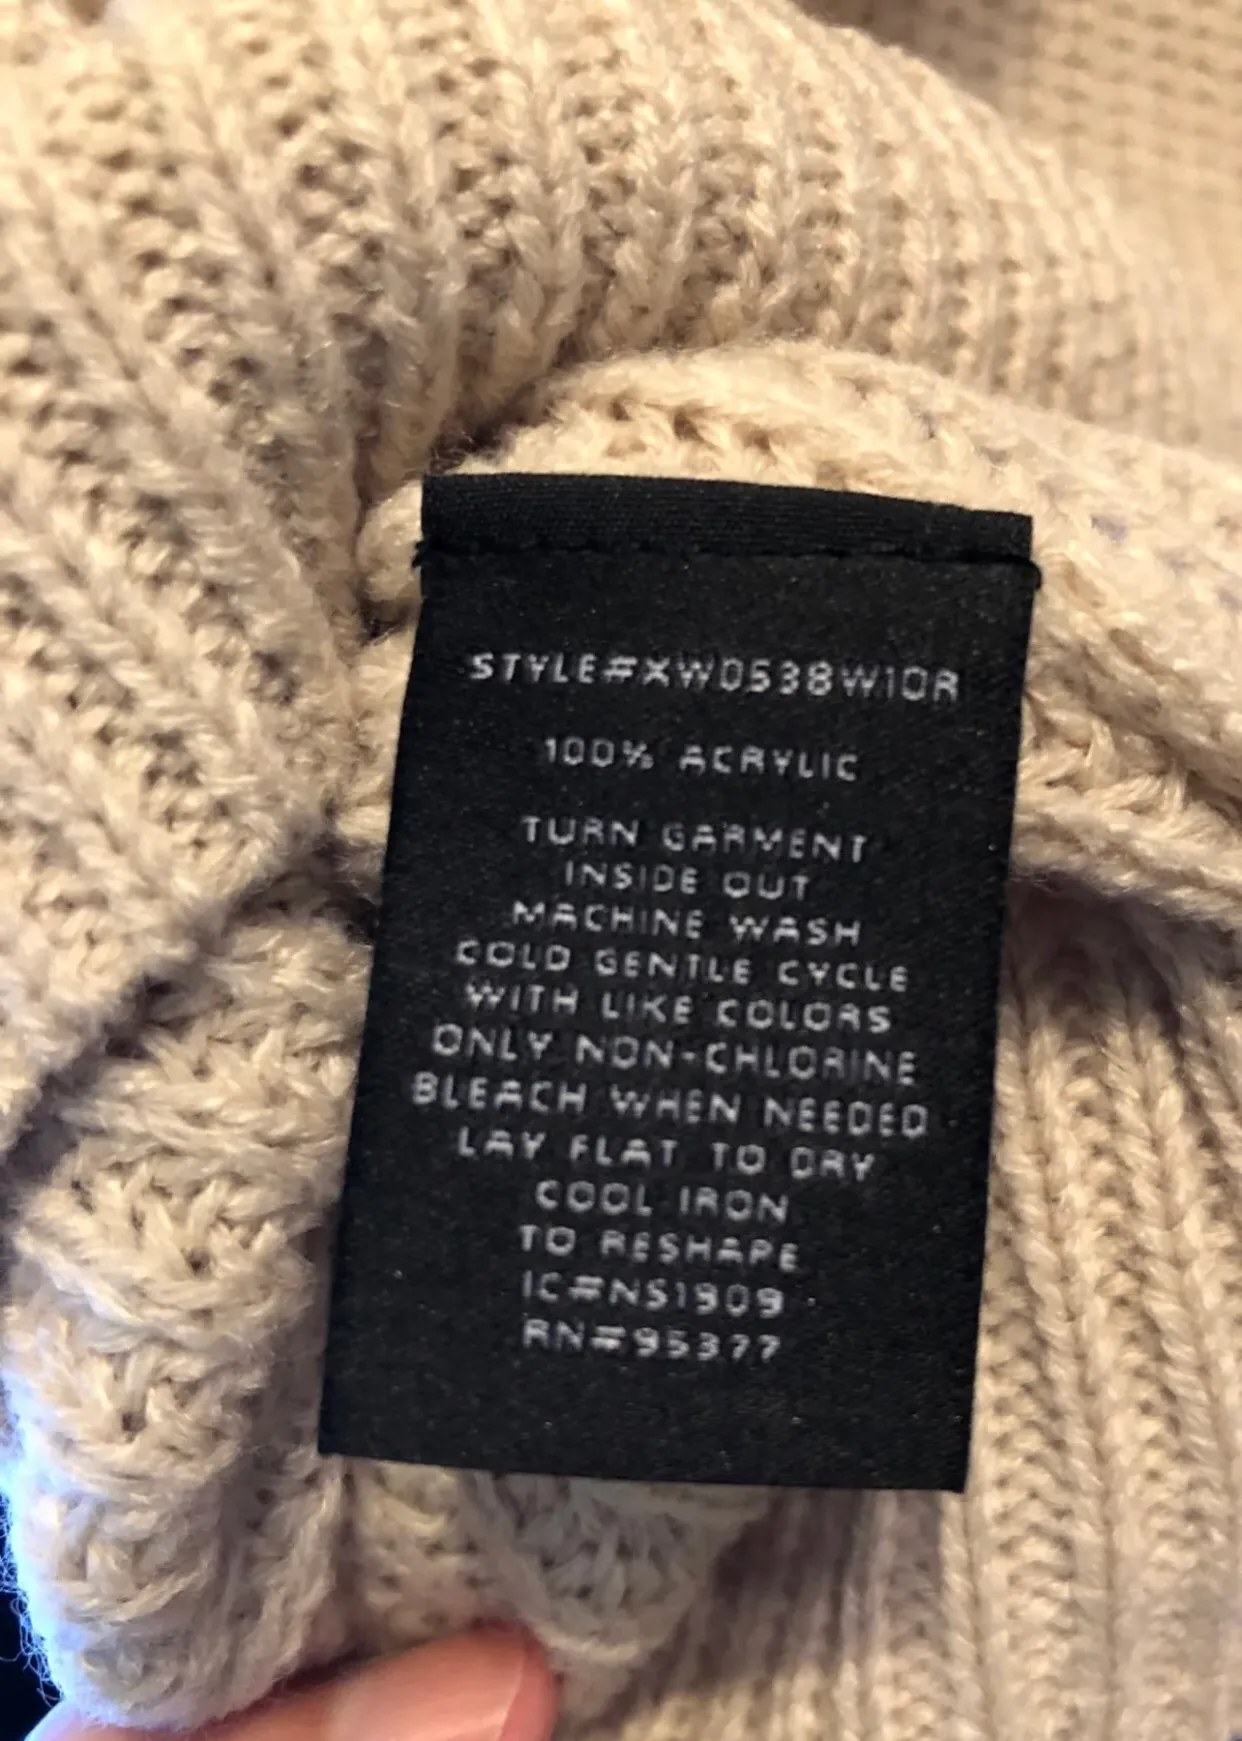 STYLE#XW0538W10R
100% ACRYLIC
TURN GARMENT
INSIDE OUT
MACHINE WASH
COLD GENTLE CYCLE
WITH LIKE COLORS
ONLY NON-CHLORINE
BLEACH WHEN NEEDED
LAY FLAT TO DRY
COOL IRON
TO RESHAPE
IC#NS1909
RN#95377